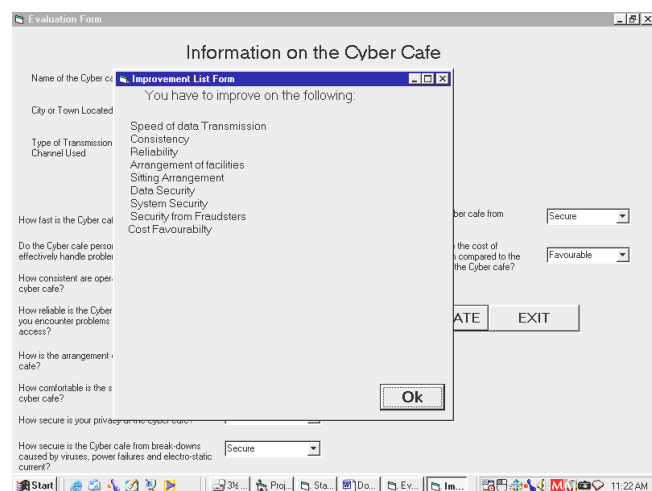 Evaluation Form
Information on the Cyber Cafe
Name of the Cyber ca
City or Town Located
Type of Transmission
Channel Used
Improvement List Form
You have to improve on the following:
Speed of data Transmission
Consistency
Reliability
Arrangement of facilities
Sitting Arrangement
Data Security
System Security
Security from Fraudsters
Cost Favourabilty
Ok
How fast is the Cyber caf
Do the Cyber cafe person
effectively handle problem
How consistent are opera
cyber cafe?
How reliable is the Cyber
you encounter problems
access?
How is the arrangement
cafe?
How comfortable is the s
cyber cafe?
How secure is your privacy at the Cyber cafe?
How secure is the Cyber cafe from break-downs
caused by viruses, power failures and electro-static
current?
Secure
ber cafe from
Secure
the cost of
compared to the
the Cyber cafe?
Favourable
ATE
EXIT
Start
3½ ...
Proj...
Sta...
Do...
Ev...
Im...
11:22 AM